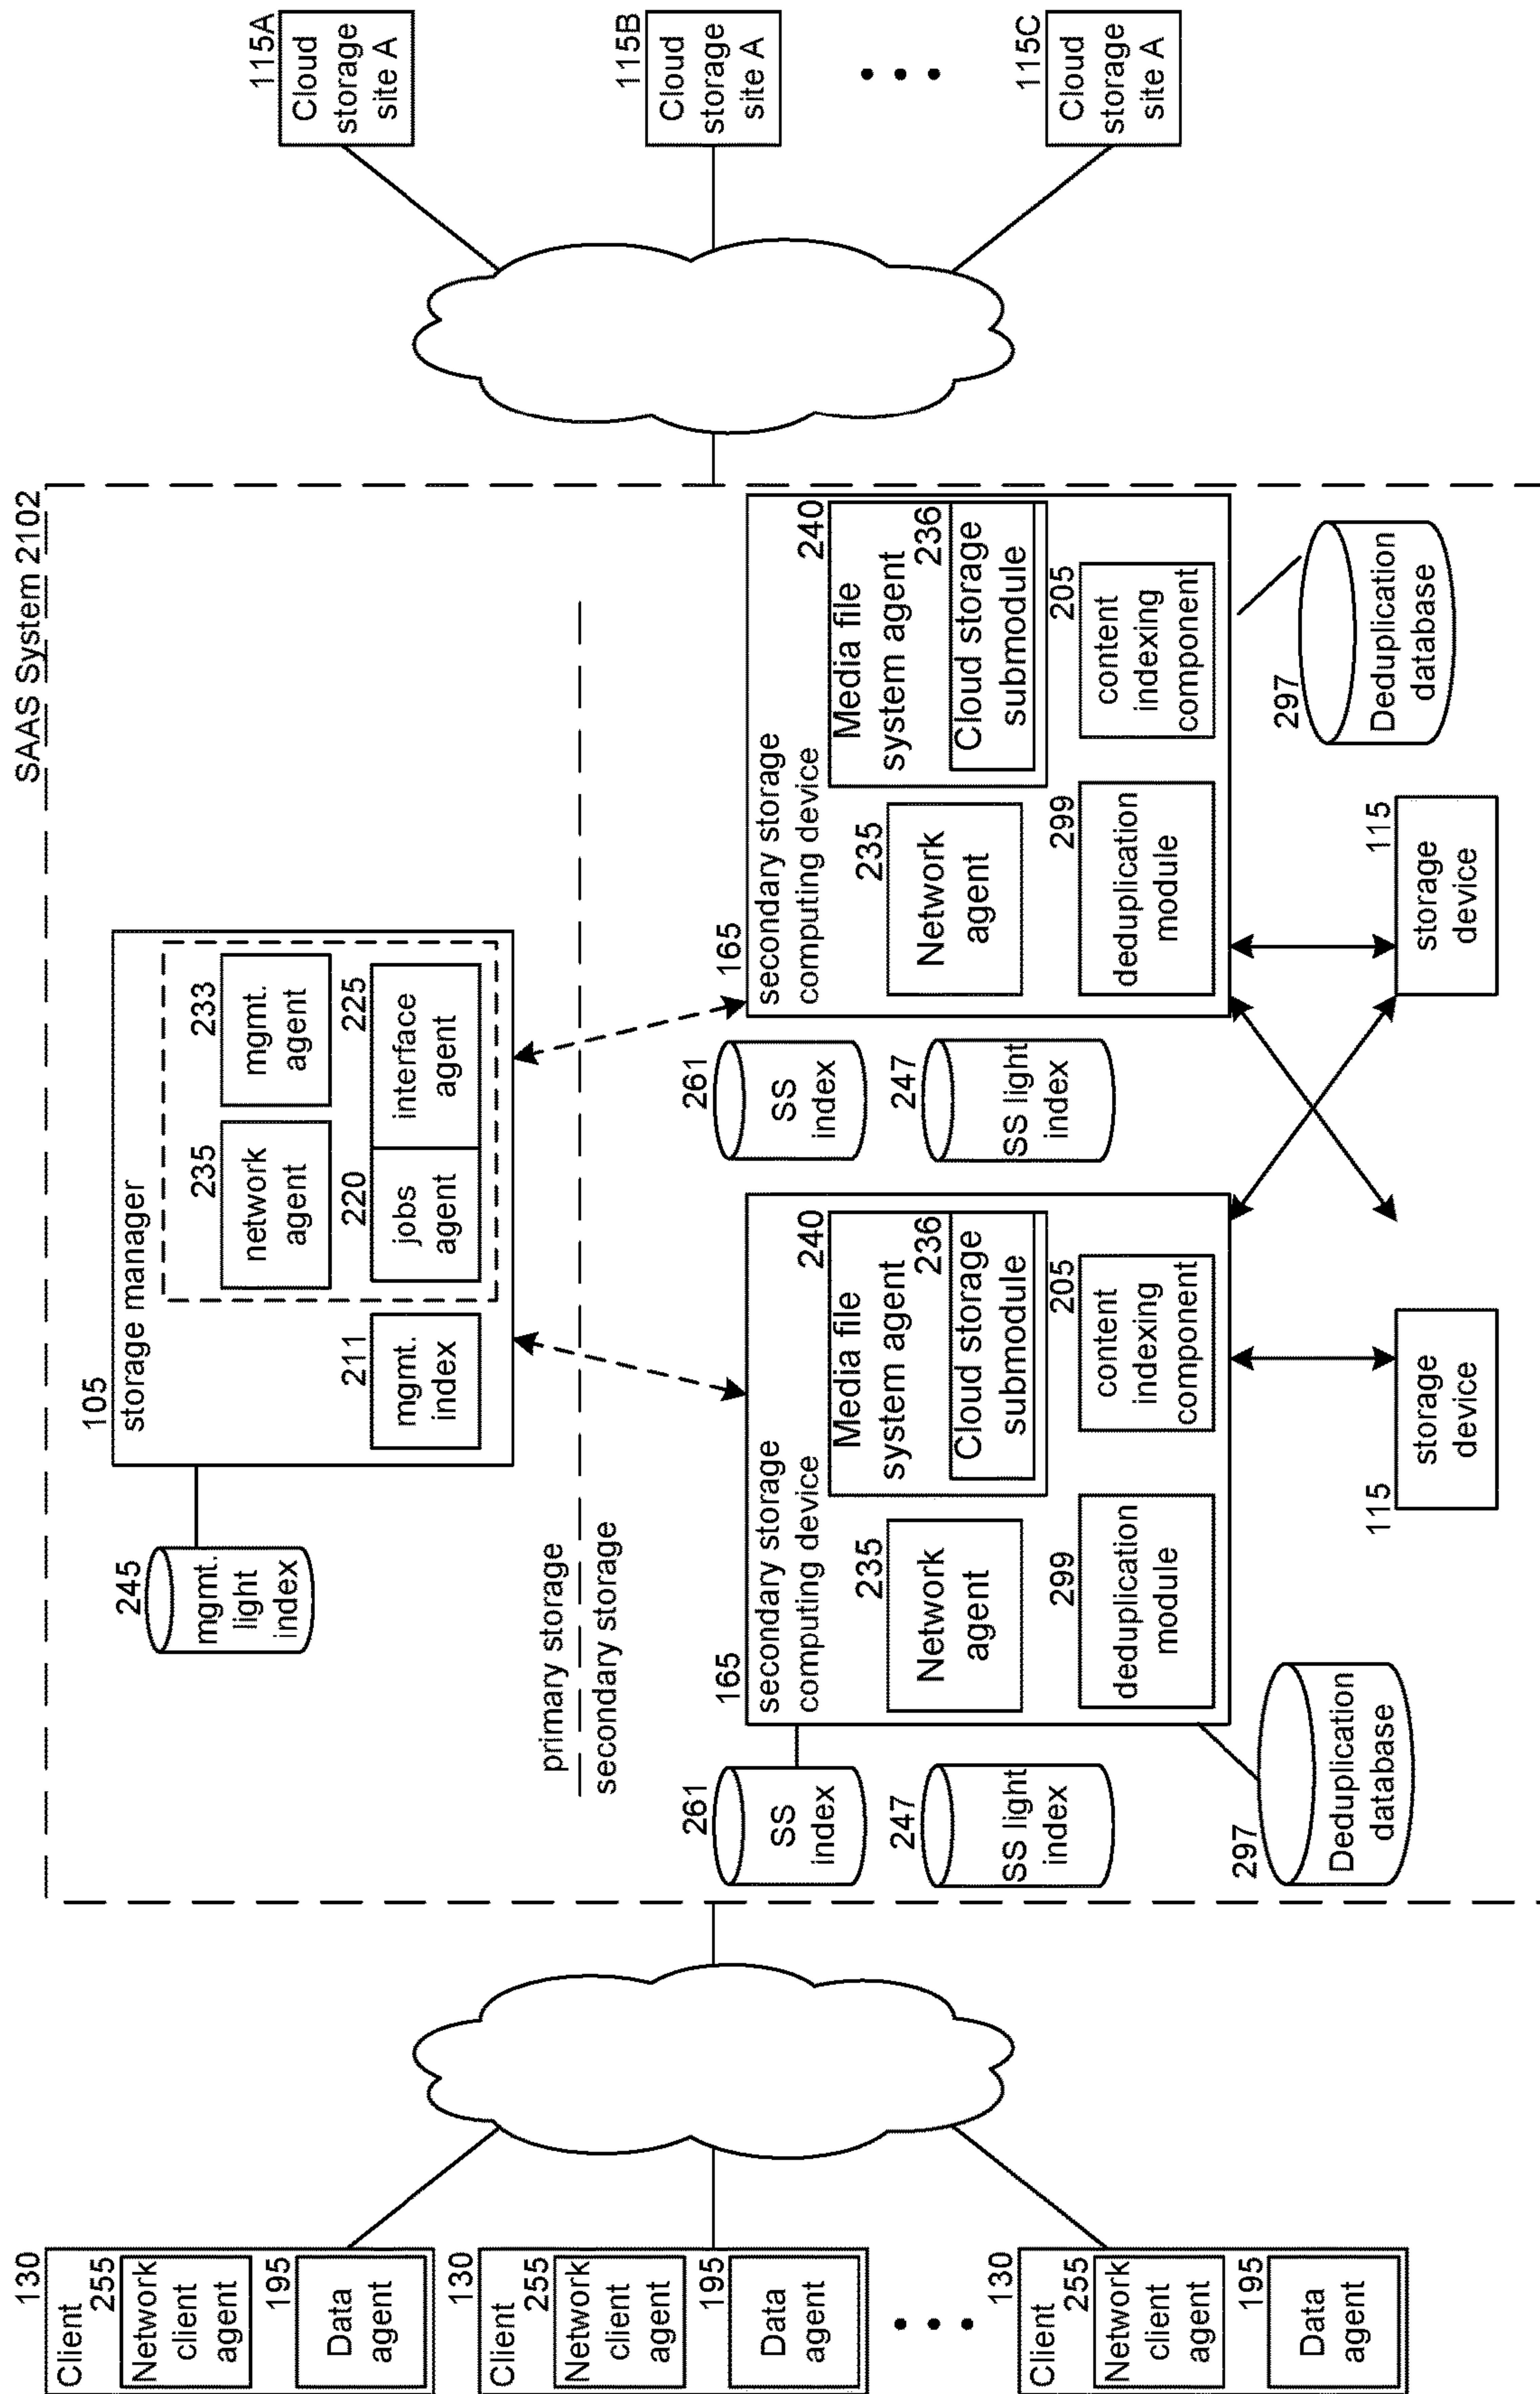 130
Client
255
Network
client
agent
195
Data
agent
130
Client
255
Network
client
agent
195
Data
agent
130
Client
255
Network
client
agent
195
Data
agent
SAAS System 2102
105
storage manager
245
mgmt.
light
index
211
mgmt.
index
235
network
agent
233
mgmt.
agent
220
jobs
agent
225
interface
agent
primary storage
secondary storage
261
SS
index
247
SS light
index
165
secondary storage
computing device
235
Network
agent
240
Media file
system agent
236
Cloud storage
submodule
299
deduplication
module
205
content
indexing
component
297
Deduplication
database
115
storage
device
261
SS
index
247
SS light
index
165
secondary storage
computing device
235
Network
agent
240
Media file
system agent
236
Cloud storage
submodule
299
deduplication
module
205
content
indexing
component
297
Deduplication
database
115
storage
device
115A
Cloud
storage
site A
115B
Cloud
storage
site A
115C
Cloud
storage
site A